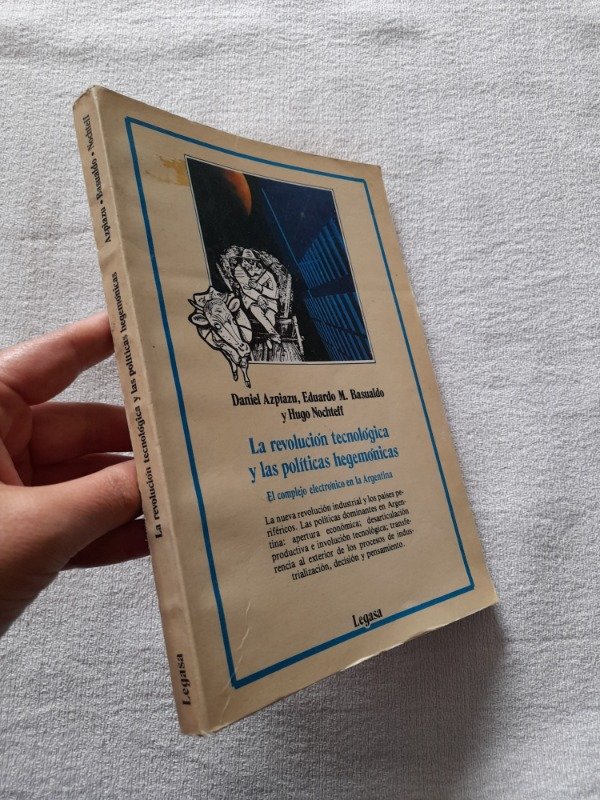 Azpiazu • Basualdo • Nochteff
La revolución tecnológica y las políticas hegemónicas
Legasa
Daniel Azpiazu, Eduardo M. Basualdo
y Hugo Nochteff
La revolución tecnológica
y las políticas hegemónicas
El complejo electrónico en la Argentina
La nueva revolución industrial y los países pe-
riféricos. Las políticas dominantes en Argen-
tina: apertura económica; desarticulación
productiva e involución tecnológica; transfe-
rencia al exterior de los procesos de indus-
trialización, decisión y pensamiento.
Legasa